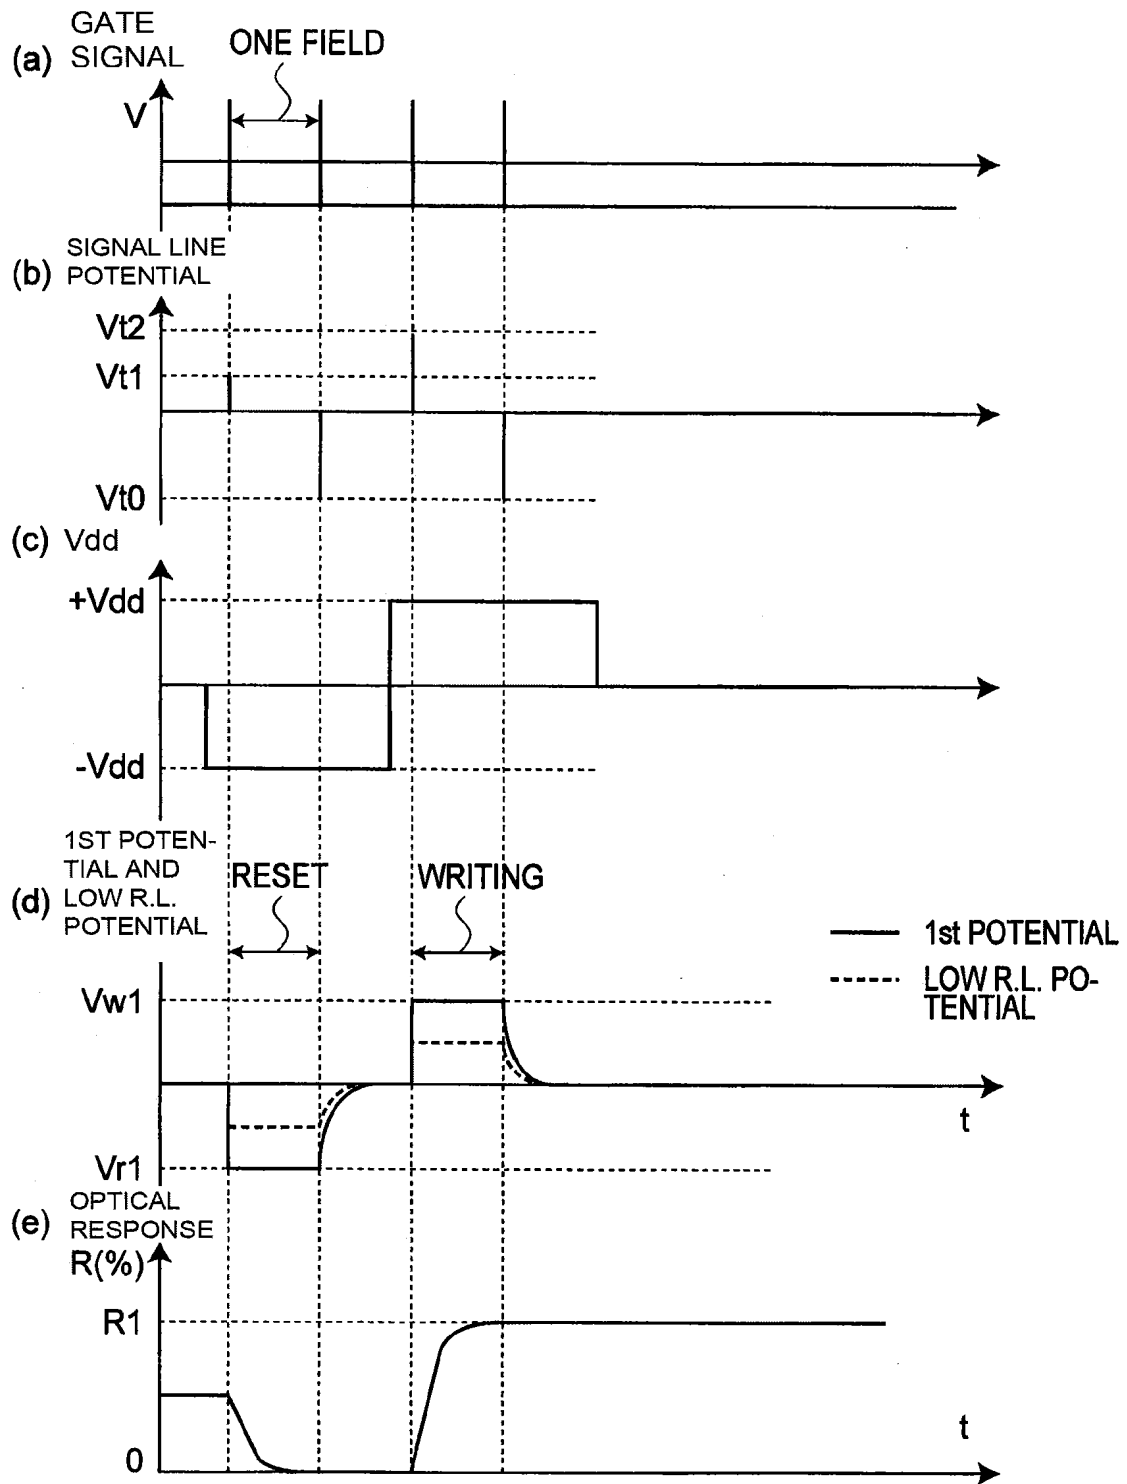 (a) GATE
SIGNAL
ONE FIELD
V
(b) SIGNAL LINE
POTENTIAL
Vt2
Vt1
Vt0
(c) Vdd
+Vdd
-Vdd
(d) 1ST POTEN-
TIAL AND
LOW R.L.
POTENTIAL
RESET
WRITING
1st POTENTIAL
LOW R.L. PO-
TENTIAL
Vw1
t
Vr1
(e) OPTICAL
RESPONSE
R(%)
R1
t
0